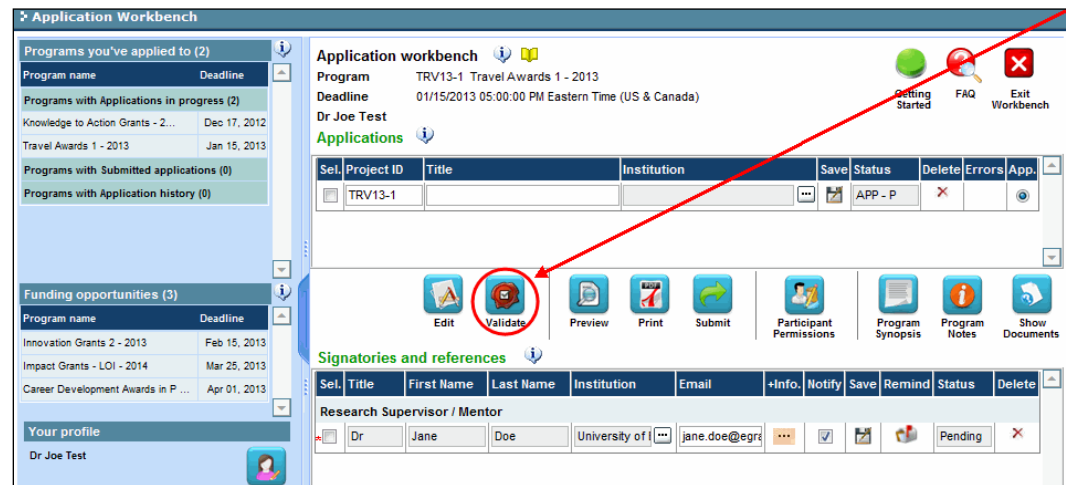 Application Workbench
Programs you've applied to (2)
Program name Deadline
Programs with Applications in progress (2)
Knowledge to Action Grants - 2... Dec 17, 2012
Travel Awards 1 - 2013 Jan 15, 2013
Programs with Submitted applications (0)
Programs with Application history (0)
Funding opportunities (3)
Program name Deadline
Innovation Grants 2 - 2013 Feb 15, 2013
Impact Grants - LOI - 2014 Mar 25, 2013
Career Development Awards in P ... Apr 01, 2013
Your profile
Dr Joe Test
Application workbench
Program TRV13-1 Travel Awards 1 - 2013
Deadline 01/15/2013 05:00:00 PM Eastern Time (US & Canada)
Dr Joe Test
Getting Started
FAQ
Exit Workbench
Applications
Sel. Project ID Title Institution Save Status Delete Errors App.
TRV13-1 ... APP - P
Edit
Validate
Preview
PDF
Print
Submit
Participant Permissions
Program Synopsis
Program Notes
Show Documents
Signatories and references
Sel. Title First Name Last Name Institution Email +Info. Notify Save Remind Status Delete
Research Supervisor / Mentor
* Dr Jane Doe University of I ... jane.doe@egra ... Pending